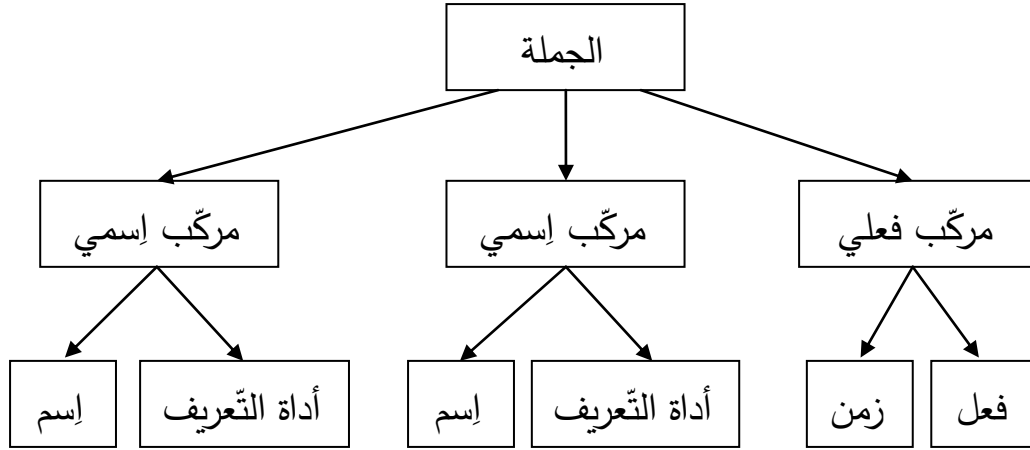 الجملة
مركّب فعلي
مركّب اِسمي
مركّب اِسمي
فعل
زمن
أداة التّعريف
اِسم
أداة التّعريف
اِسم